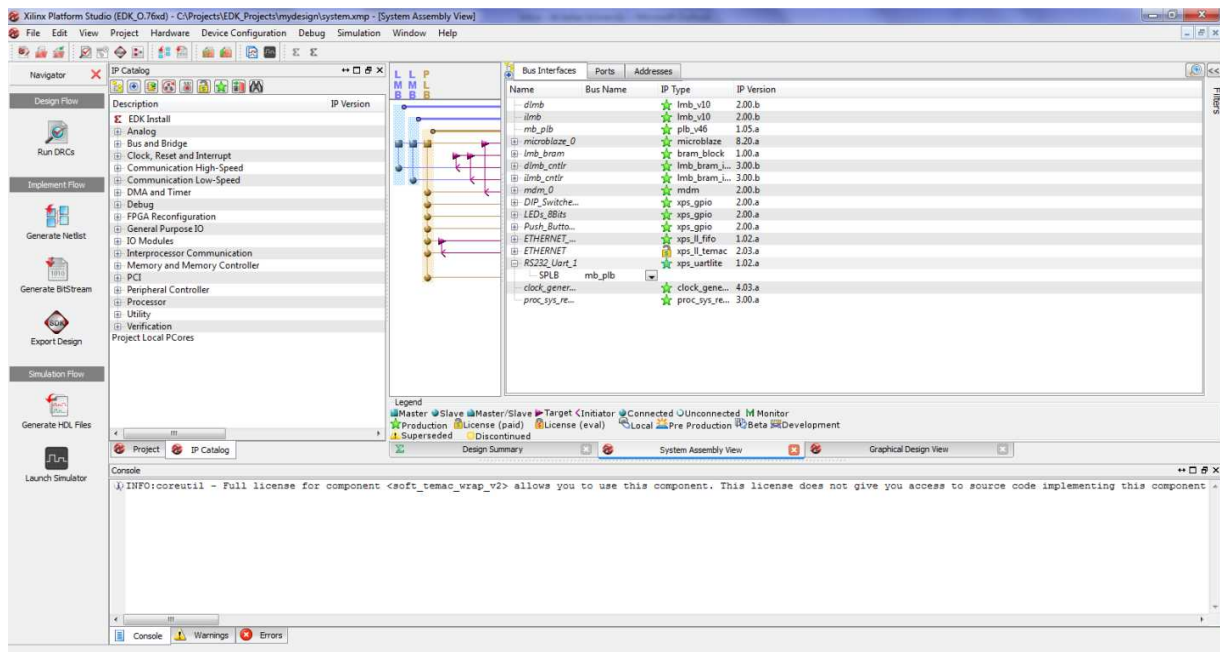 Xilinx Platform Studio (EDK_O.76xd) - C:\Projects\EDK_Projects\mydesign\system.xmp - [System Assembly View]
File Edit View Project Hardware Device Configuration Debug Simulation Window Help
Navigator
Design Flow
Run DRCs
Implement Flow
Generate Netlist
Generate BitStream
Export Design
Simulation Flow
Generate HDL Files
Launch Simulator
IP Catalog
Description IP Version
EDK Install
Analog
Bus and Bridge
Clock, Reset and Interrupt
Communication High-Speed
Communication Low-Speed
DMA and Timer
Debug
FPGA Reconfiguration
General Purpose IO
IO Modules
Interprocessor Communication
Memory and Memory Controller
PCI
Peripheral Controller
Processor
Utility
Verification
Project Local PCores
Project IP Catalog
L L P
M M L
B B B
Bus Interfaces Ports Addresses
Name Bus Name IP Type IP Version
dlmb lmb_v10 2.00.b
ilmb lmb_v10 2.00.b
mb_plb plb_v46 1.05.a
microblaze_0 microblaze 8.20.a
lmb_bram bram_block 1.00.a
dlmb_cntlr lmb_bram_i... 3.00.b
ilmb_cntlr lmb_bram_i... 3.00.b
mdm_0 mdm 2.00.b
DIP_Switche... xps_gpio 2.00.a
LEDs_8Bits xps_gpio 2.00.a
Push_Butto... xps_gpio 2.00.a
ETHERNET_... xps_ll_fifo 1.02.a
ETHERNET xps_ll_temac 2.03.a
RS232_Uart_1 xps_uartlite 1.02.a
SPLB mb_plb
clock_gener... clock_gene... 4.03.a
proc_sys_re... proc_sys_re... 3.00.a
Filters
Legend
Master Slave Master/Slave Target Initiator Connected Unconnected M Monitor
Production License (paid) License (eval) Local Pre Production Beta Development
Superseded Discontinued
Design Summary System Assembly View Graphical Design View
Console
INFO:coreutil - Full license for component <soft_temac_wrap_v2> allows you to use this component. This license does not give you access to source code implementing this component
Console Warnings Errors